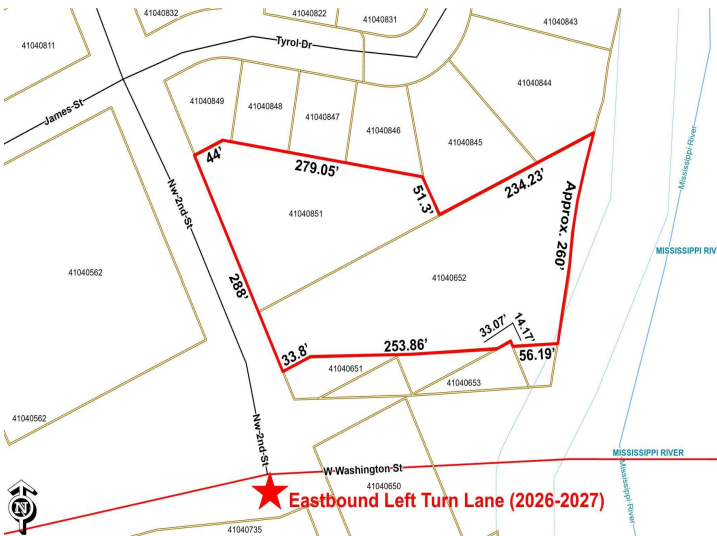 41040832
41040822
41040831
41040843
41040811
Tyrol Dr
41040844
James St
41040849
41040848
41040847
41040846
41040845
Mississippi River
44'
279.05'
51.3'
234.23'
Approx. 260'
Nw 2nd St
41040851
MISSISSIPPI RIV
41040562
41040652
288'
33.07'
14.17'
33.8'
253.86'
56.19'
41040651
41040653
41040562
Nw 2nd St
MISSISSIPPI RIVER
W Washington St
41040650
Mississippi River
Eastbound Left Turn Lane (2026-2027)
N
41040735